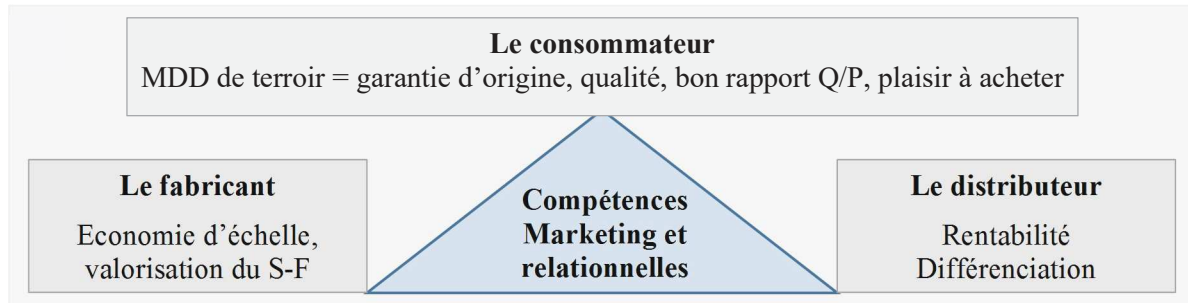 Le consommateur
MDD de terroir = garantie d’origine, qualité, bon rapport Q/P, plaisir à acheter
Le fabricant
Economie d’échelle,
valorisation du S-F
Compétences
Marketing et
relationnelles
Le distributeur
Rentabilité
Différenciation